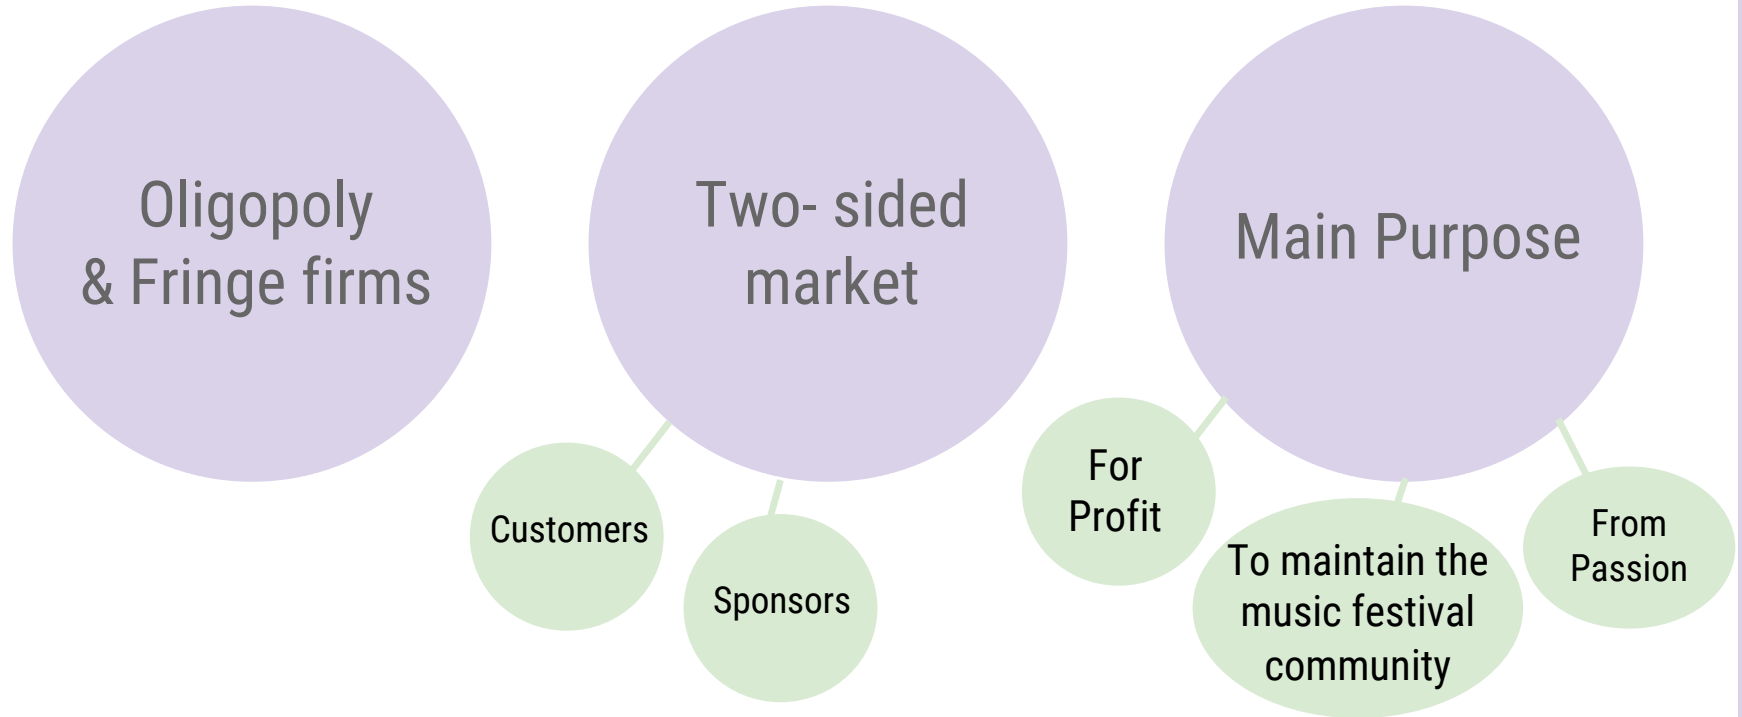 Oligopoly
& Fringe firms
Two- sided
market
Customers
Sponsors
Main Purpose
For
Profit
To maintain the
music festival
community
From
Passion